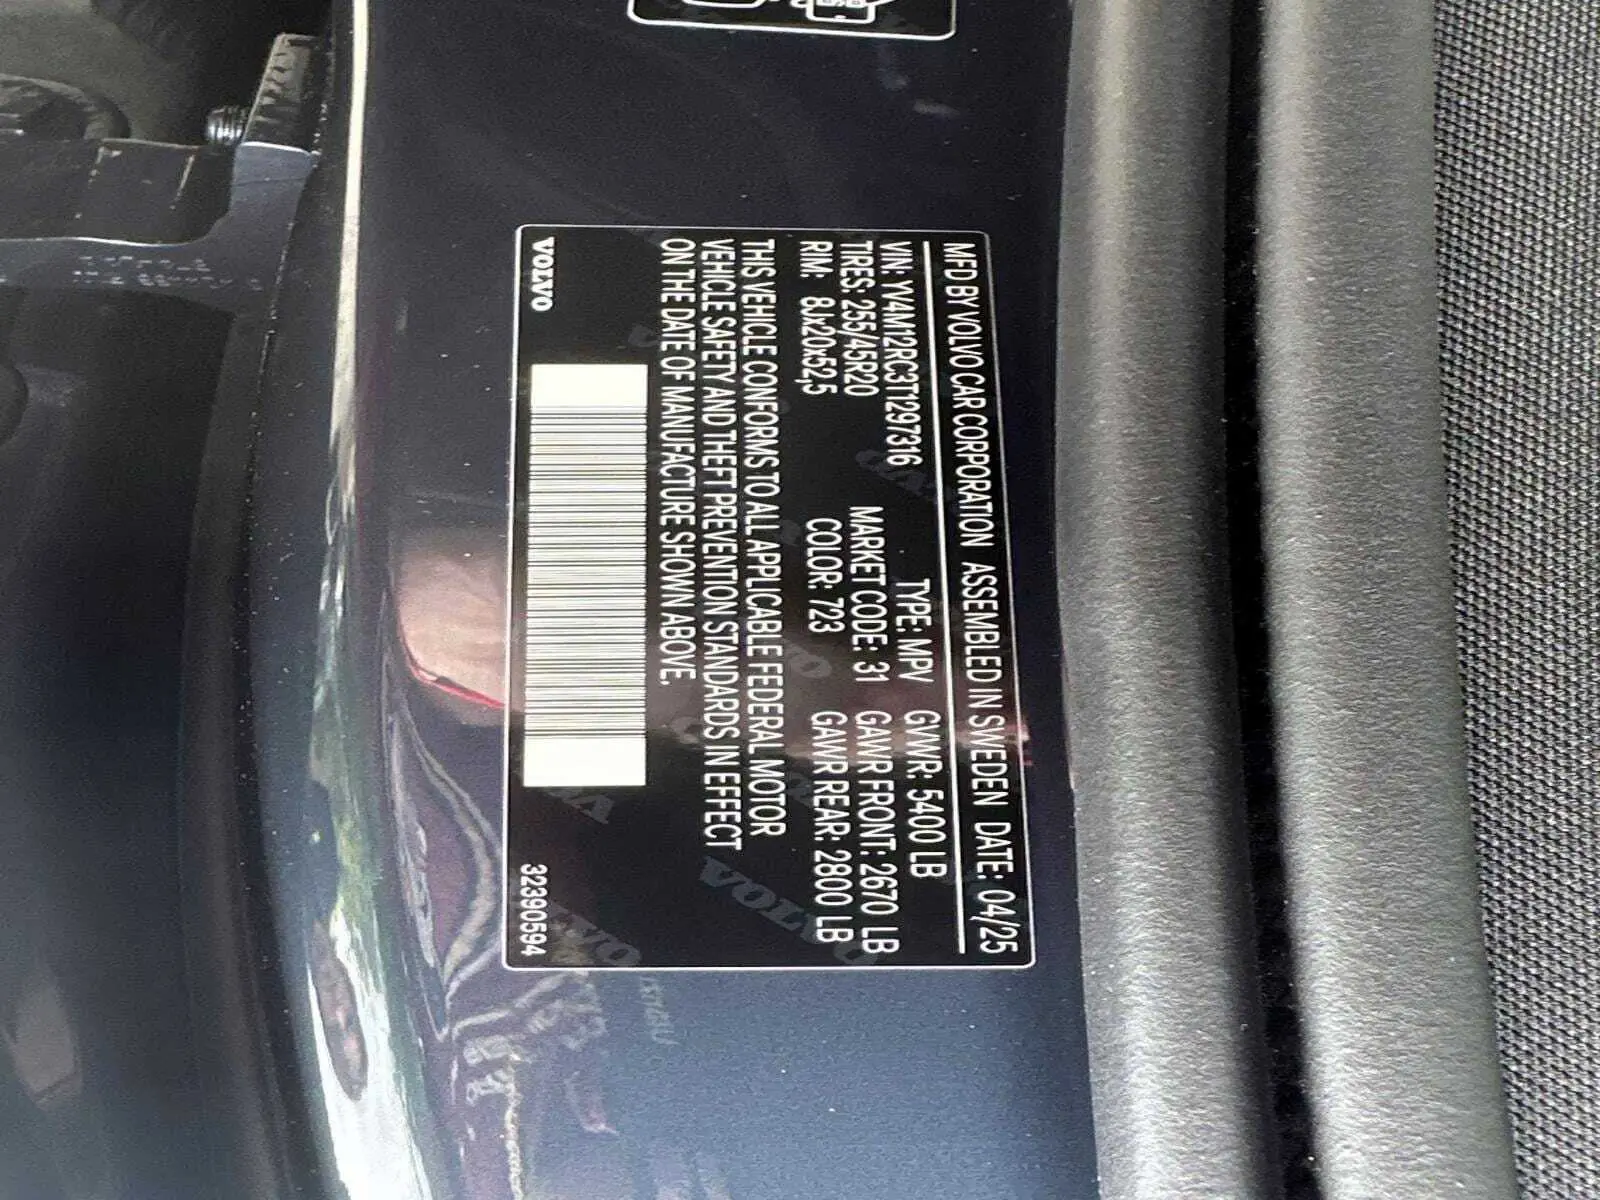 MFD BY VOLVO CAR CORPORATION ASSEMBLED IN SWEDEN DATE: 04/25
VIN: YV4M12RC3T1297316 TYPE: MPV GVWR: 5400 LB
TIRES: 255/45R20 MARKET CODE: 31 GAWR FRONT: 2670 LB
RIM: 8Jx20x52,5 COLOR: 723 GAWR REAR: 2800 LB
THIS VEHICLE CONFORMS TO ALL APPLICABLE FEDERAL MOTOR
VEHICLE SAFETY AND THEFT PREVENTION STANDARDS IN EFFECT
ON THE DATE OF MANUFACTURE SHOWN ABOVE.
VOLVO 32390594